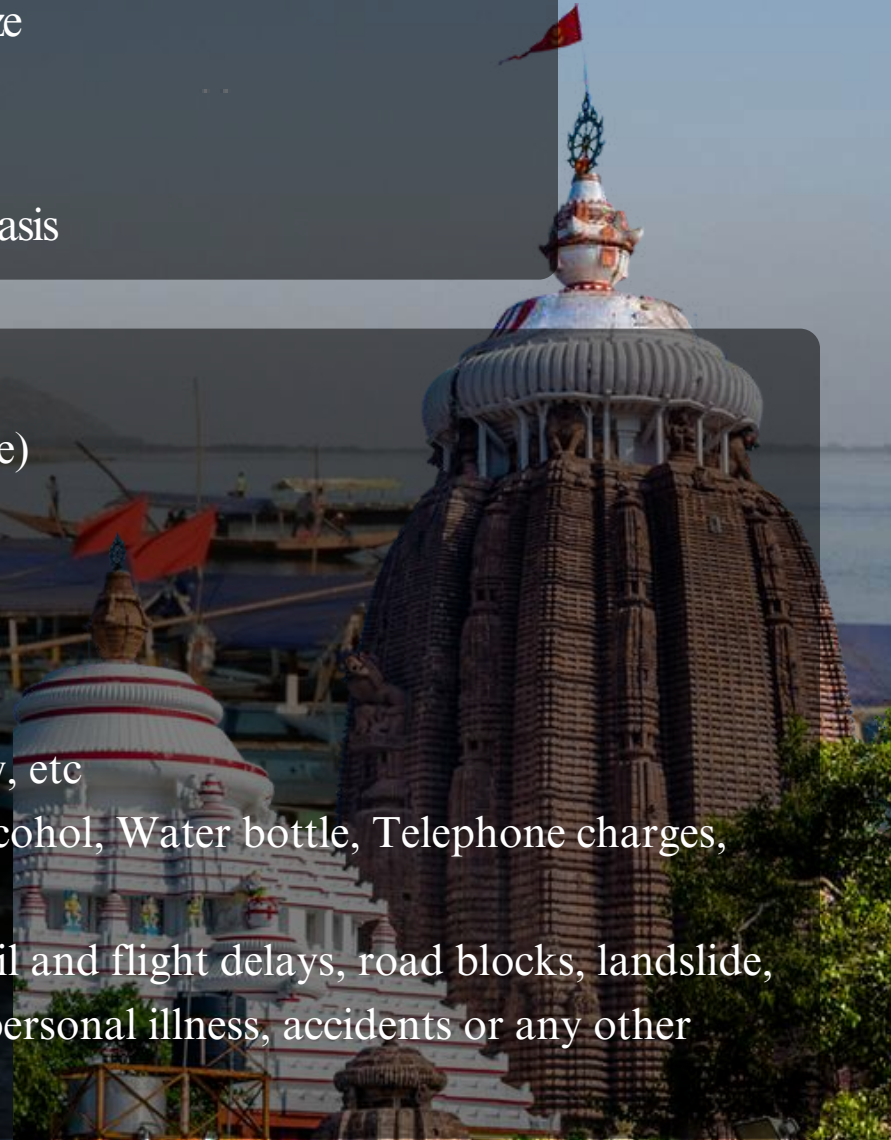 ze
asis
e)
, etc
cohol, Water bottle, Telephone charges,
il and flight delays, road blocks, landslide,
personal illness, accidents or any other